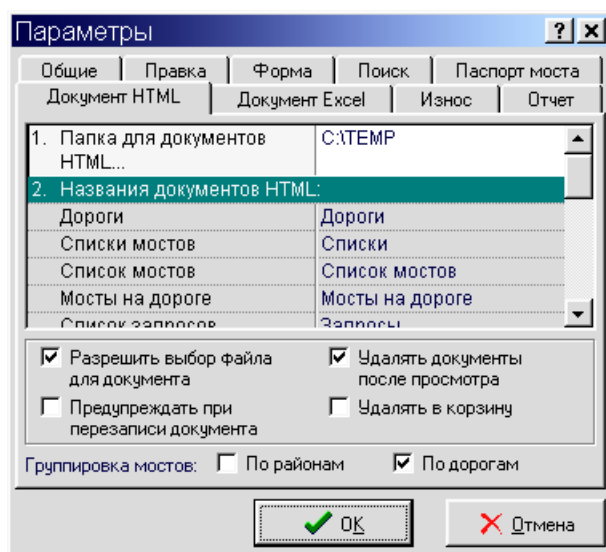 Параметры
Общие Правка Форма Поиск Паспорт моста
Документ HTML Документ Excel Износ Отчет
1. Папка для документов C:\TEMP
HTML...
2. Названия документов HTML:
Дороги Дороги
Списки мостов Списки
Список мостов Список мостов
Мосты на дороге Мосты на дороге
Список запросов Запросы
Разрешить выбор файла Удалять документы
для документа после просмотра
Предупреждать при Удалять в корзину
перезаписи документа
Группировка мостов: По районам По дорогам
OK Отмена